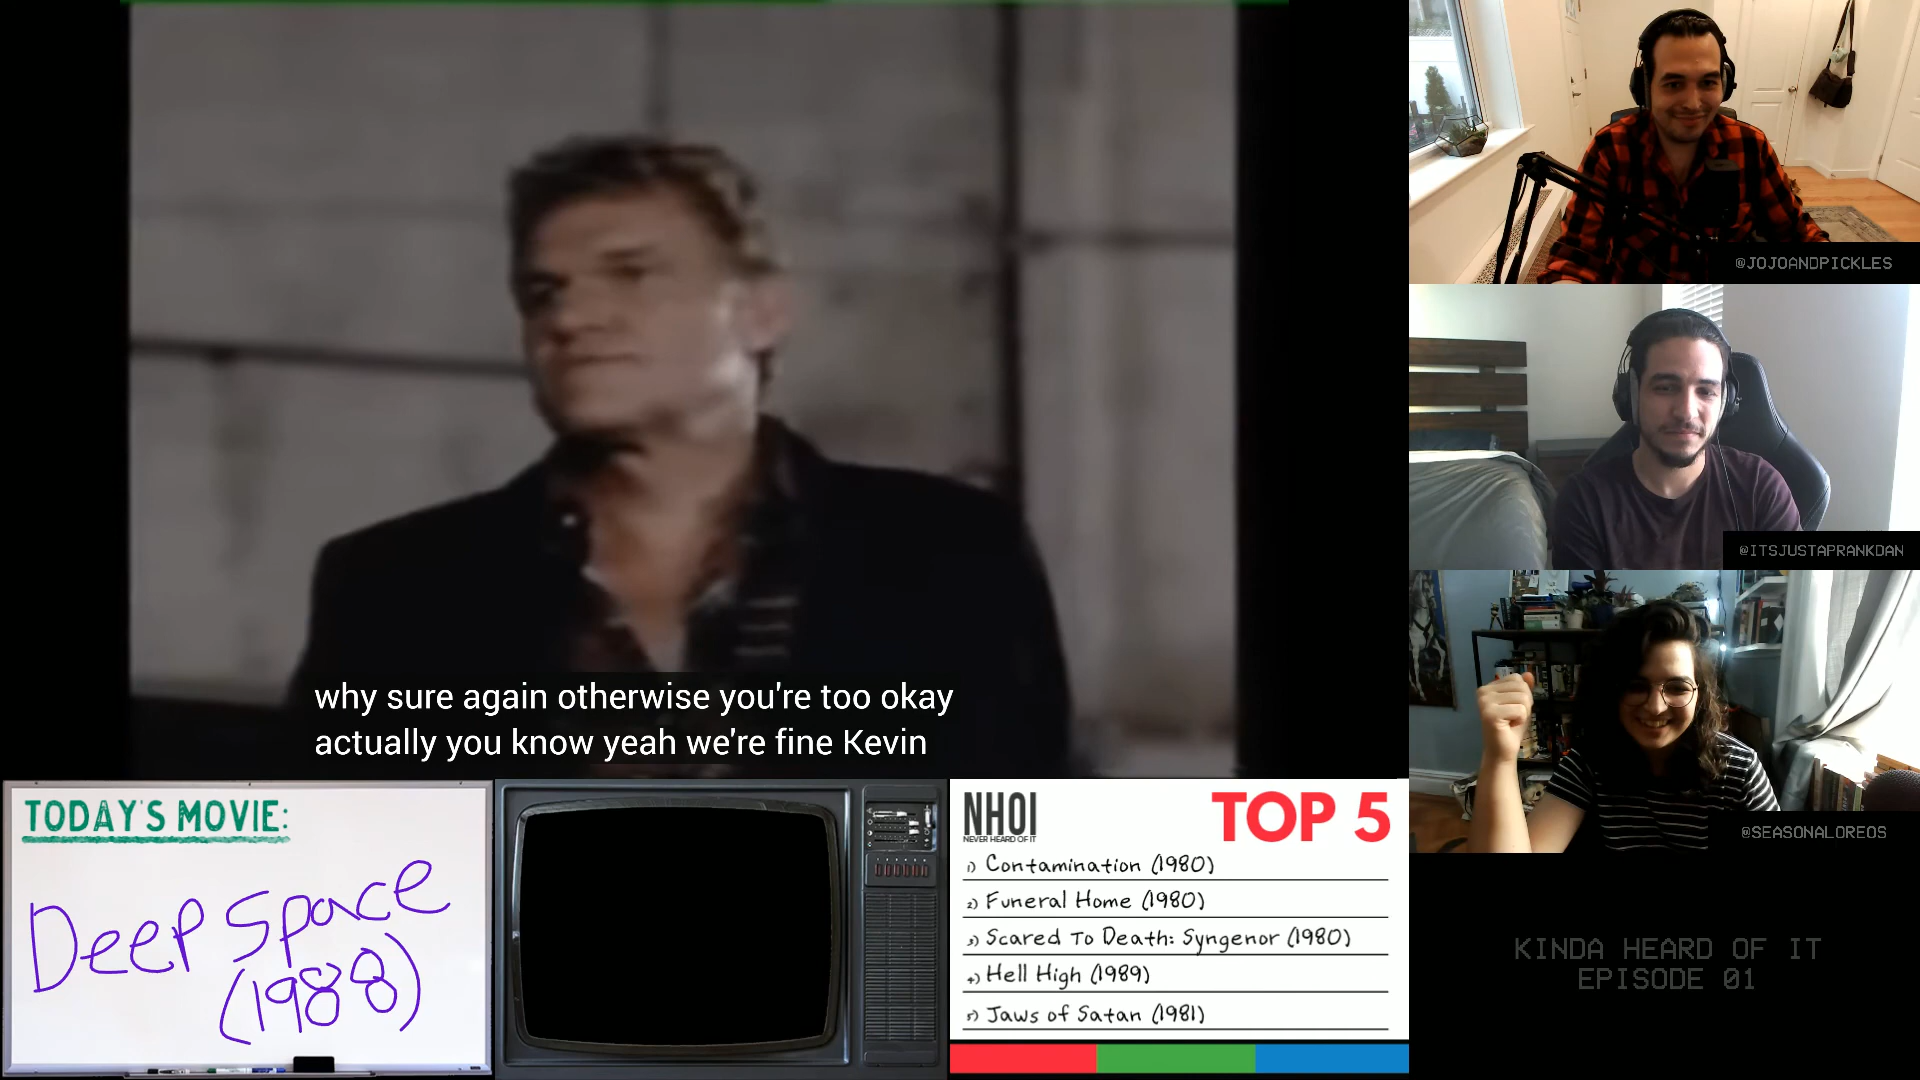 why sure again otherwise you're too okay
actually you know yeah we're fine Kevin
TODAY'S MOVIE:
Deep Space
(1988)
NHOI
NEVER HEARD OF IT
TOP 5
1) Contamination (1980)
2) Funeral Home (1980)
3) Scared To Death: Syngenor (1980)
4) Hell High (1989)
5) Jaws of Satan (1981)
@JOJOANDPICKLES
@ITSJUSTAPRANKDAN
@SEASONALOREOS
KINDA HEARD OF IT
EPISODE 01